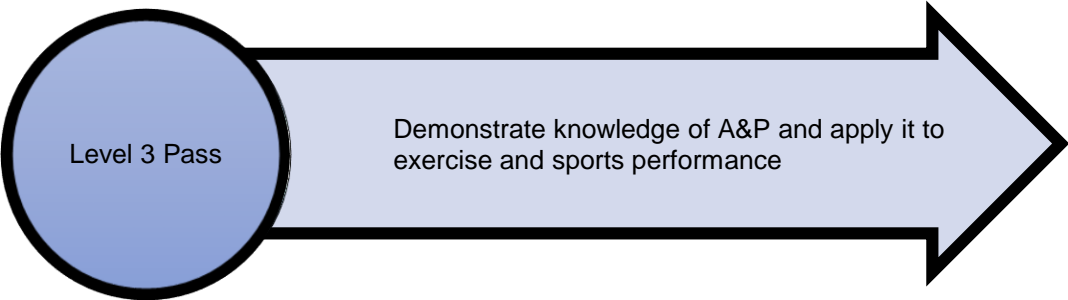 Level 3 Pass
Demonstrate knowledge of A&P and apply it to
exercise and sports performance